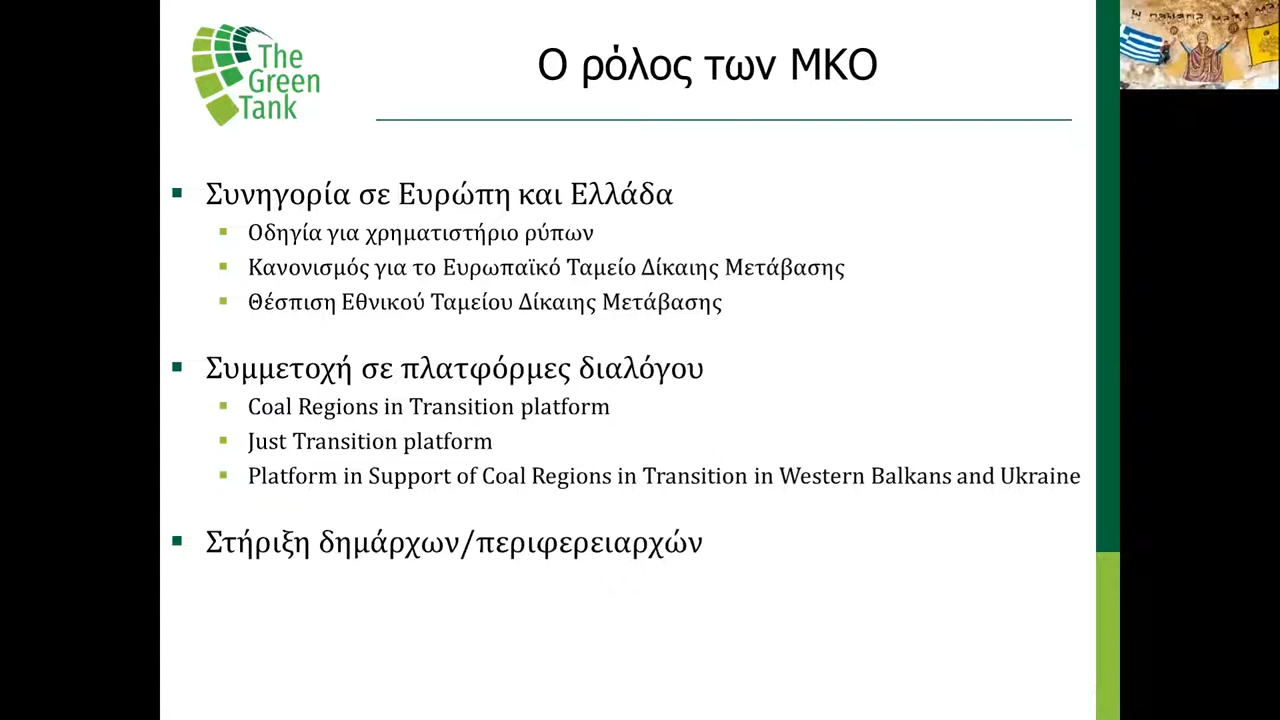 The
Green
Tank
Ο ρόλος των ΜΚΟ
Συνηγορία σε Ευρώπη και Ελλάδα
Οδηγία για χρηματιστήριο ρύπων
Κανονισμός για το Ευρωπαϊκό Ταμείο Δίκαιης Μετάβασης
Θέσπιση Εθνικού Ταμείου Δίκαιης Μετάβασης
Συμμετοχή σε πλατφόρμες διαλόγου
Coal Regions in Transition platform
Just Transition platform
Platform in Support of Coal Regions in Transition in Western Balkans and Ukraine
Στήριξη δημάρχων/περιφερειαρχών